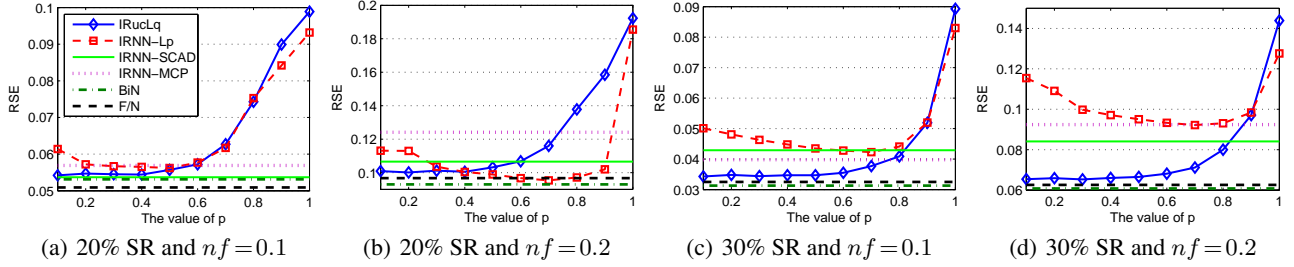 0.1
0.09
0.08
0.07
0.06
0.05
RSE
IRucLq
IRNN−Lp
IRNN−SCAD
IRNN−MCP
BiN
F/N
0.2 0.4 0.6 0.8 1
The value of p
(a) 20% SR and nf=0.1
0.2
0.18
0.16
0.14
0.12
0.1
RSE
0.2 0.4 0.6 0.8 1
The value of p
(b) 20% SR and nf=0.2
0.09
0.08
0.07
0.06
0.05
0.04
0.03
RSE
0.2 0.4 0.6 0.8 1
The value of p
(c) 30% SR and nf=0.1
0.14
0.12
0.1
0.08
0.06
RSE
0.2 0.4 0.6 0.8 1
The value of p
(d) 30% SR and nf=0.2